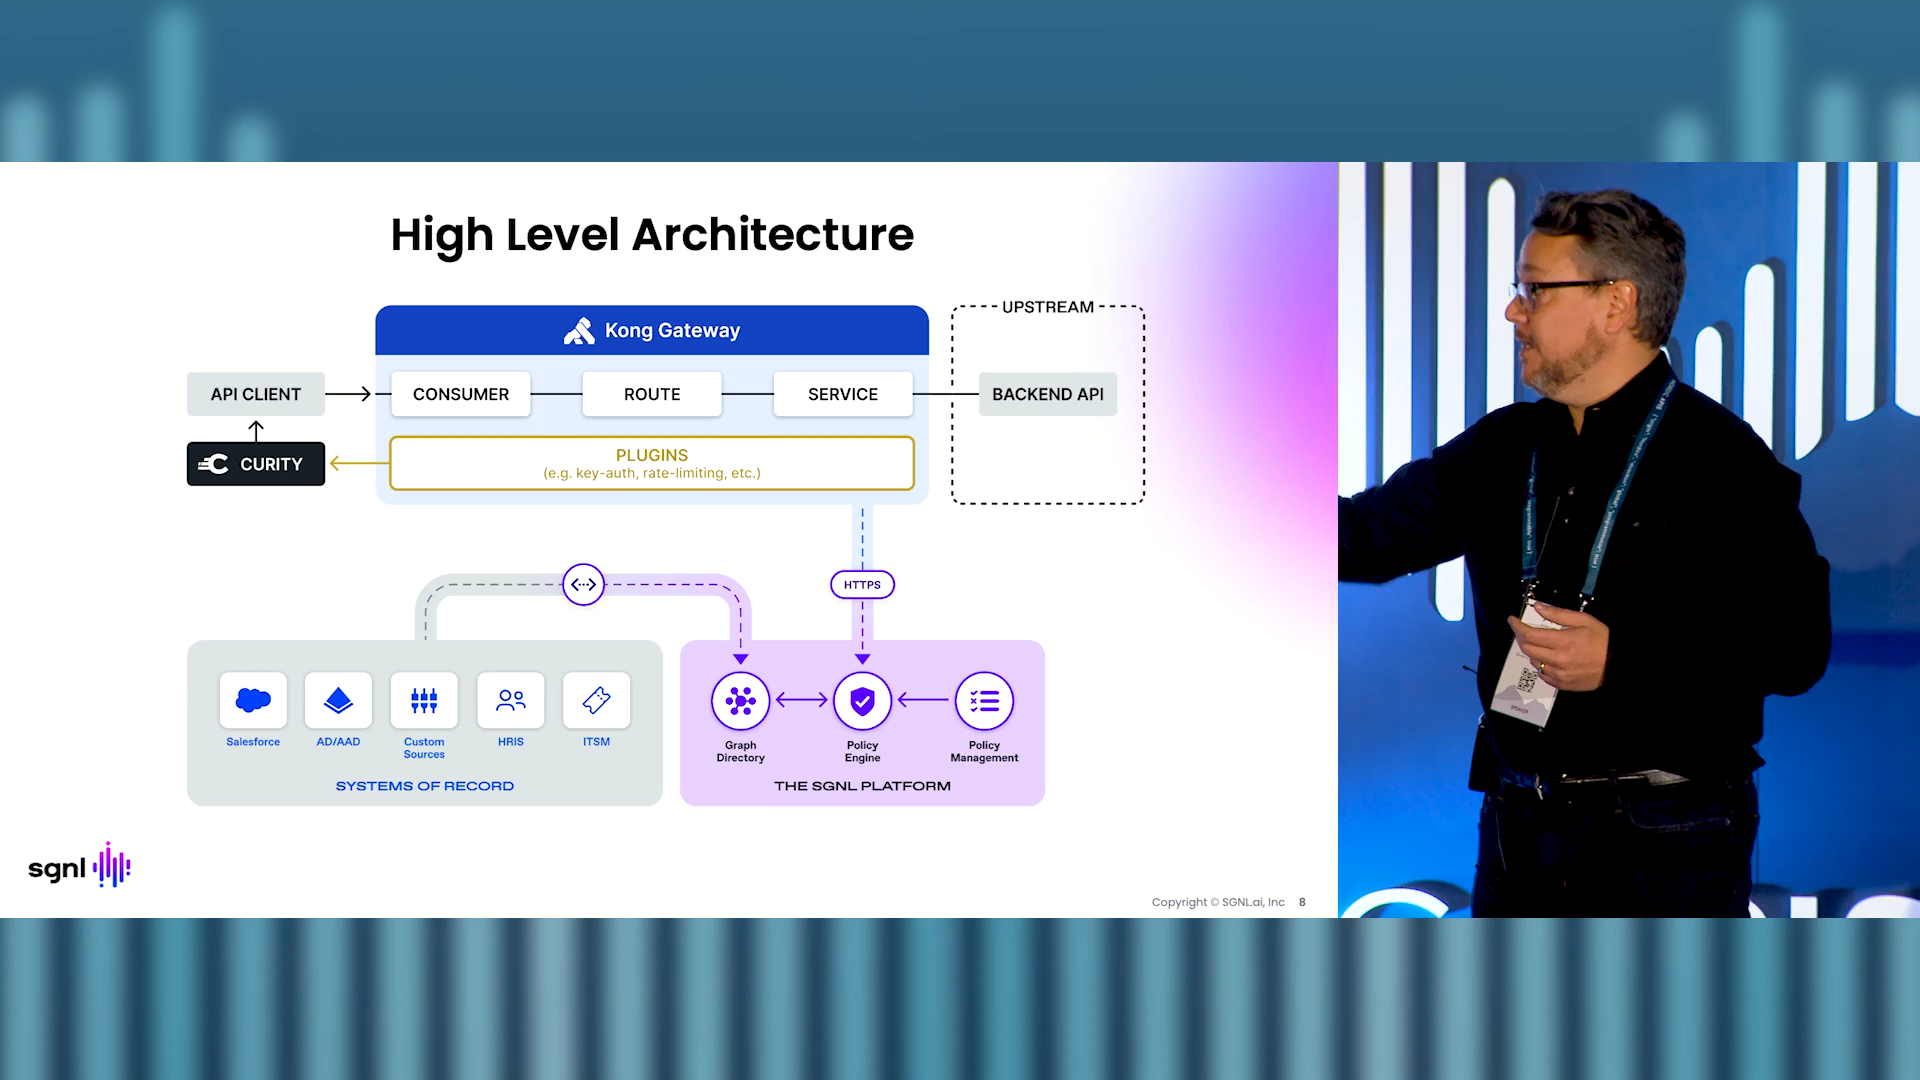 High Level Architecture
Kong Gateway
UPSTREAM
API CLIENT
CONSUMER
ROUTE
SERVICE
BACKEND API
CURITY
PLUGINS
(e.g. key-auth, rate-limiting, etc.)
HTTPS
Salesforce
AD/AAD
Custom
Sources
HRIS
ITSM
SYSTEMS OF RECORD
Graph
Directory
Policy
Engine
Policy
Management
THE SGNL PLATFORM
sgnl
Copyright © SGNL.ai, Inc 8
SPEAKER